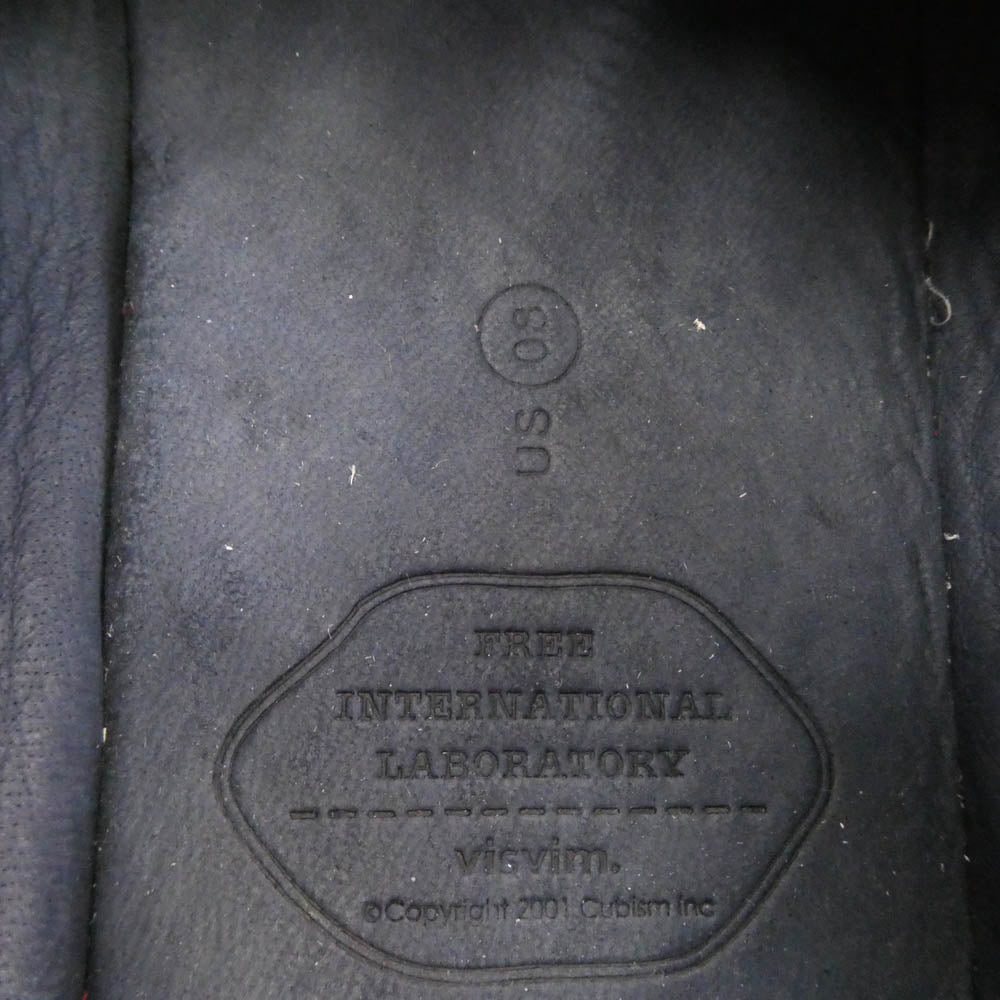 US 08
FREE
INTERNATIONAL
LABORATORY
visvim.
©Copyright 2001 Cubism Inc